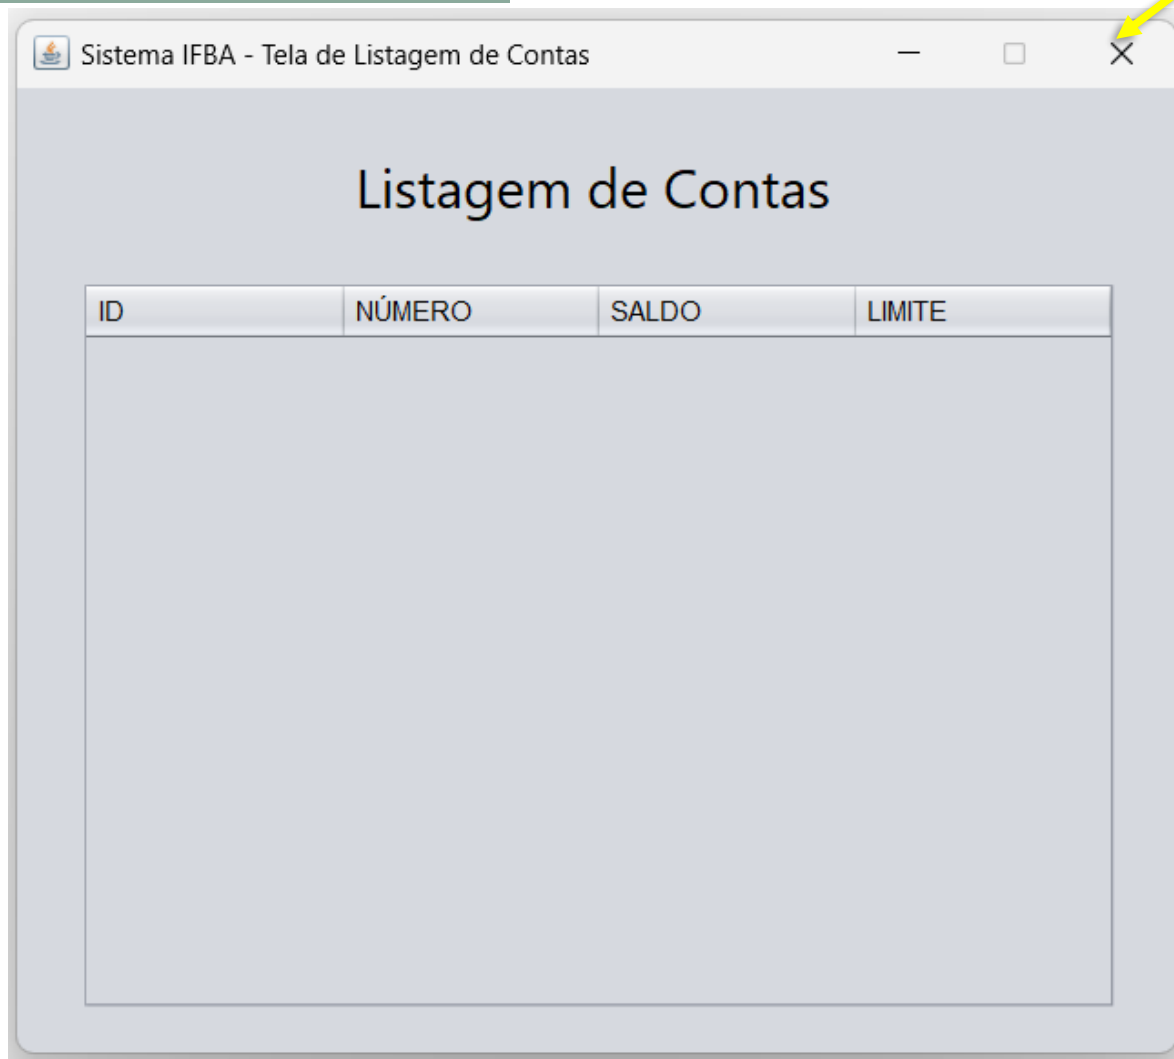 Sistema IFBA - Tela de Listagem de Contas
Listagem de Contas
ID NÚMERO SALDO LIMITE